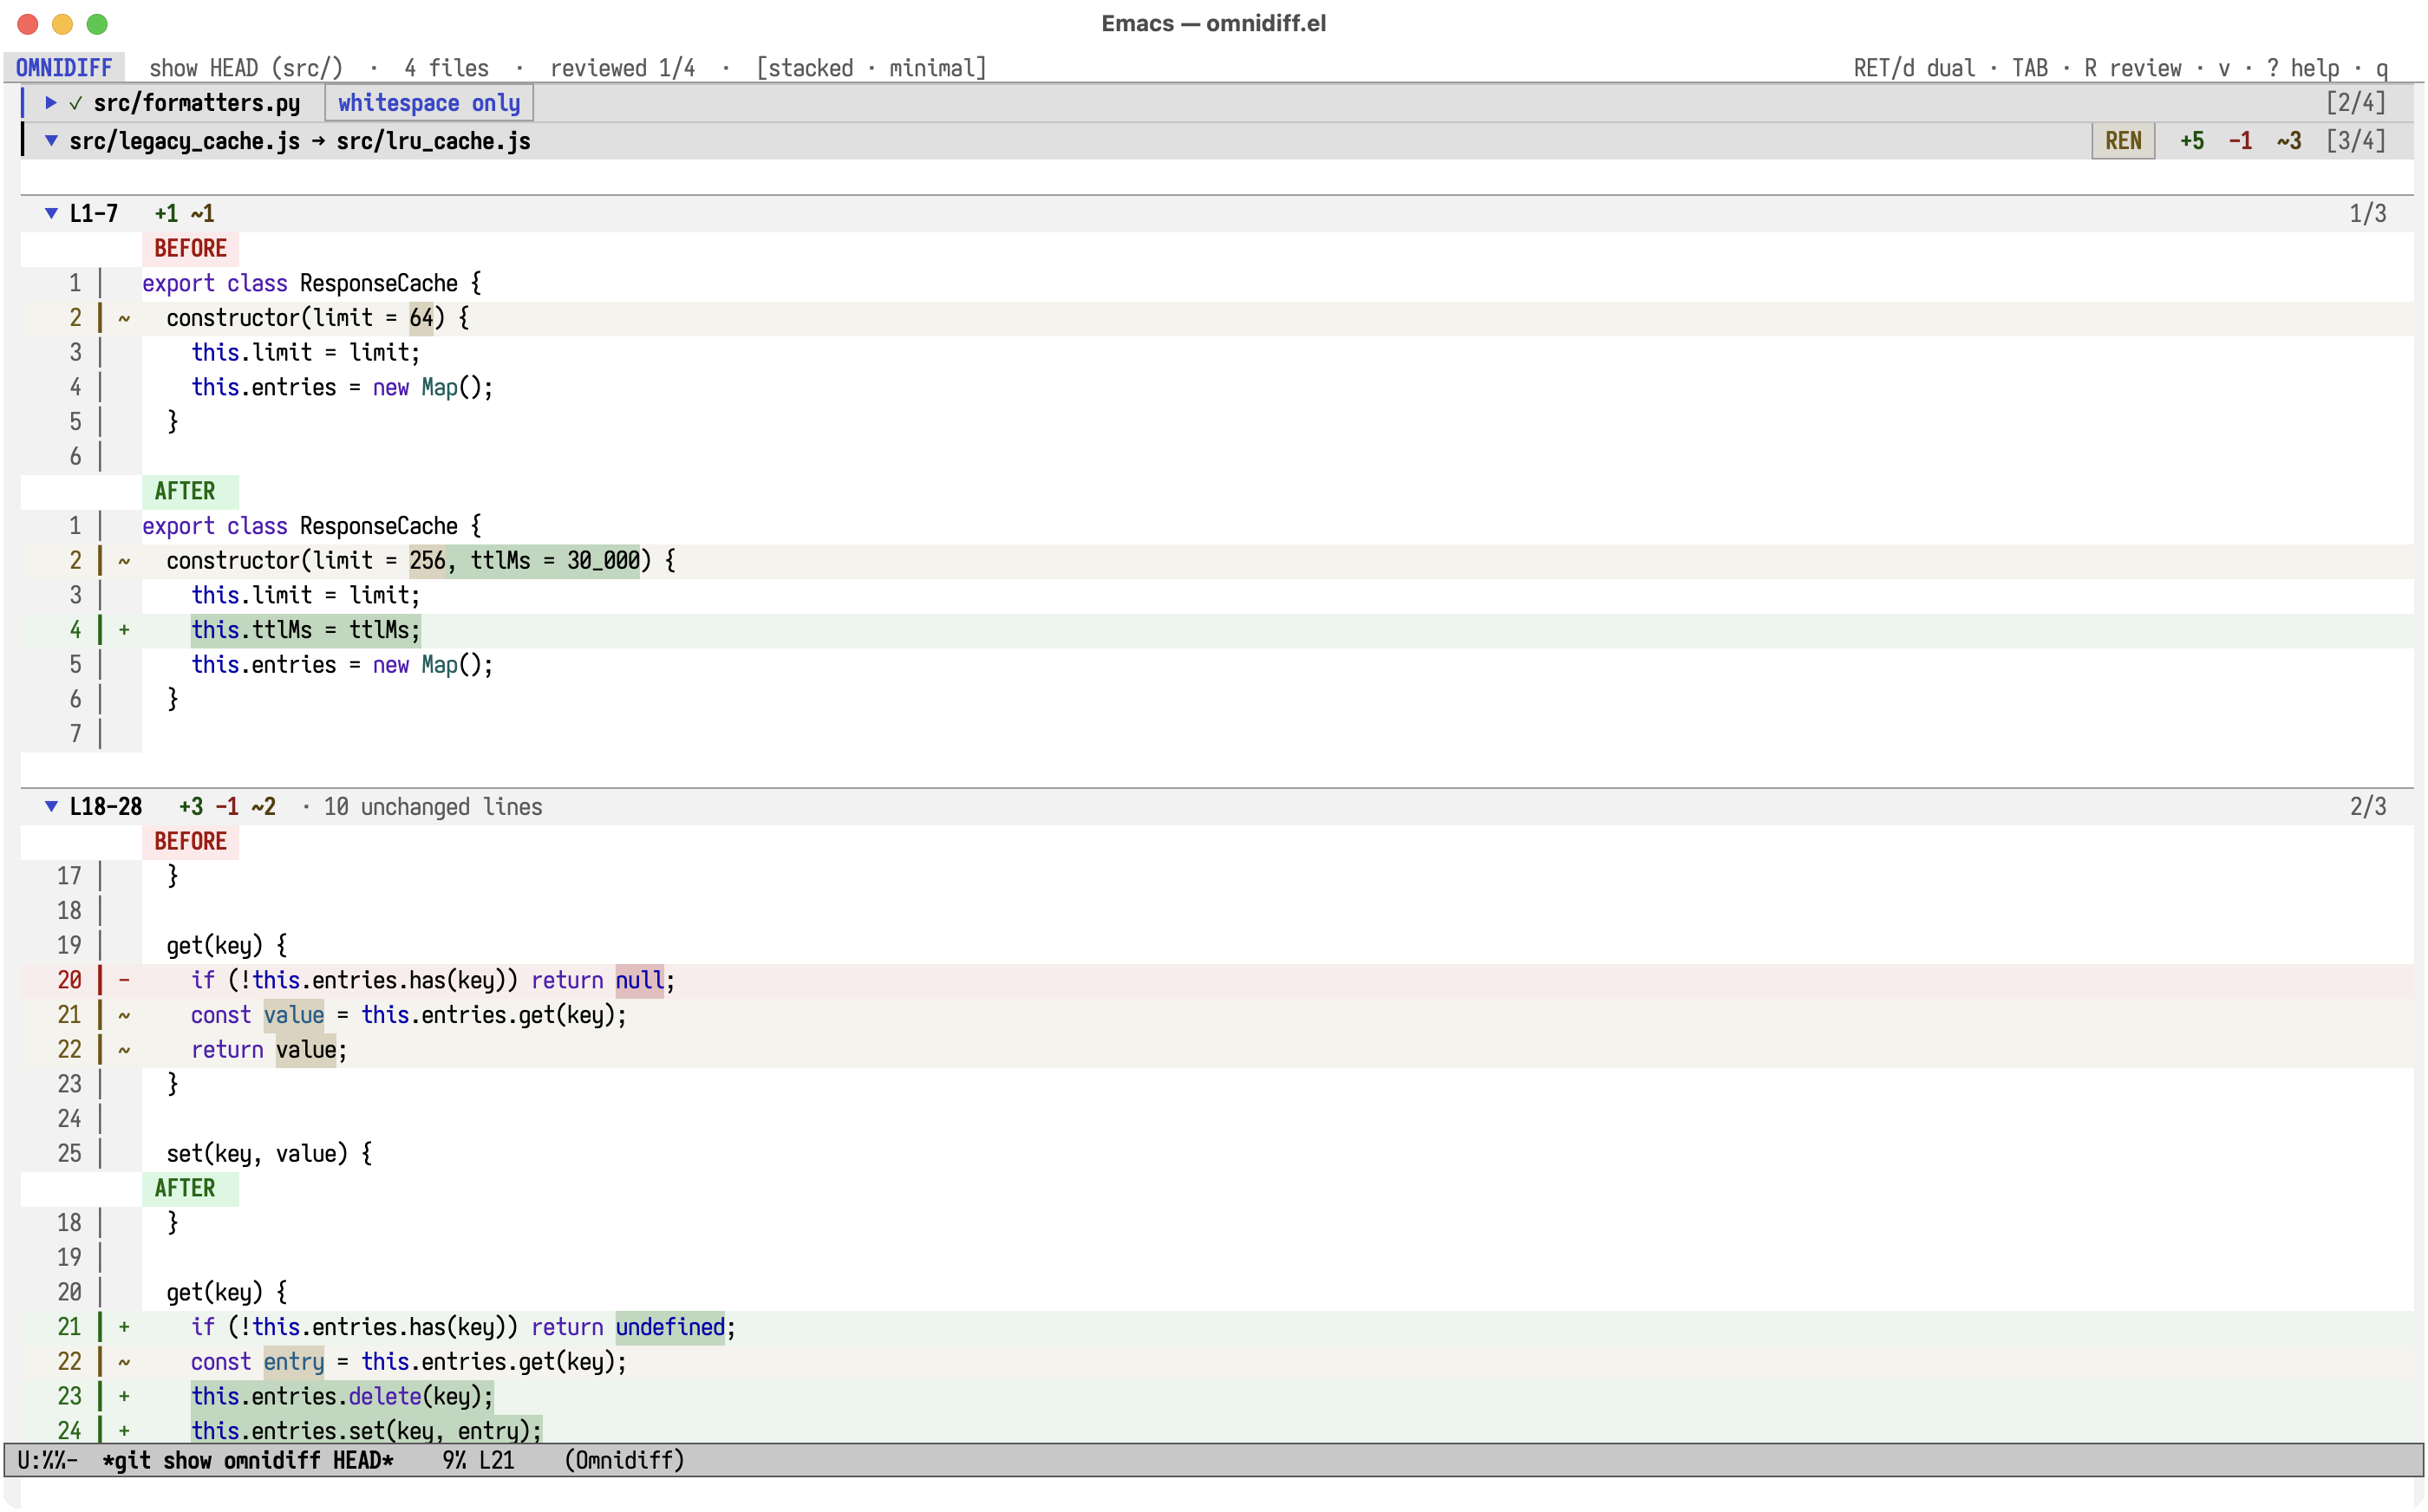 Emacs — omnidiff.el
OMNIDIFF show HEAD (src/) · 4 files · reviewed 1/4 · [stacked · minimal] RET/d dual · TAB · R review · v · ? help · q
▶ ✓ src/formatters.py whitespace only [2/4]
▼ src/legacy_cache.js → src/lru_cache.js REN +5 −1 ~3 [3/4]
▼ L1–7 +1 ~1 1/3
BEFORE
1 │ export class ResponseCache {
2 │ ~ constructor(limit = 64) {
3 │ this.limit = limit;
4 │ this.entries = new Map();
5 │ }
6 │
AFTER
1 │ export class ResponseCache {
2 │ ~ constructor(limit = 256, ttlMs = 30_000) {
3 │ this.limit = limit;
4 │ + this.ttlMs = ttlMs;
5 │ this.entries = new Map();
6 │ }
7 │
▼ L18–28 +3 −1 ~2 · 10 unchanged lines 2/3
BEFORE
17 │ }
18 │
19 │ get(key) {
20 │ − if (!this.entries.has(key)) return null;
21 │ ~ const value = this.entries.get(key);
22 │ ~ return value;
23 │ }
24 │
25 │ set(key, value) {
AFTER
18 │ }
19 │
20 │ get(key) {
21 │ + if (!this.entries.has(key)) return undefined;
22 │ ~ const entry = this.entries.get(key);
23 │ + this.entries.delete(key);
24 │ + this.entries.set(key, entry);
U:%%- *git show omnidiff HEAD* 9% L21 (Omnidiff)